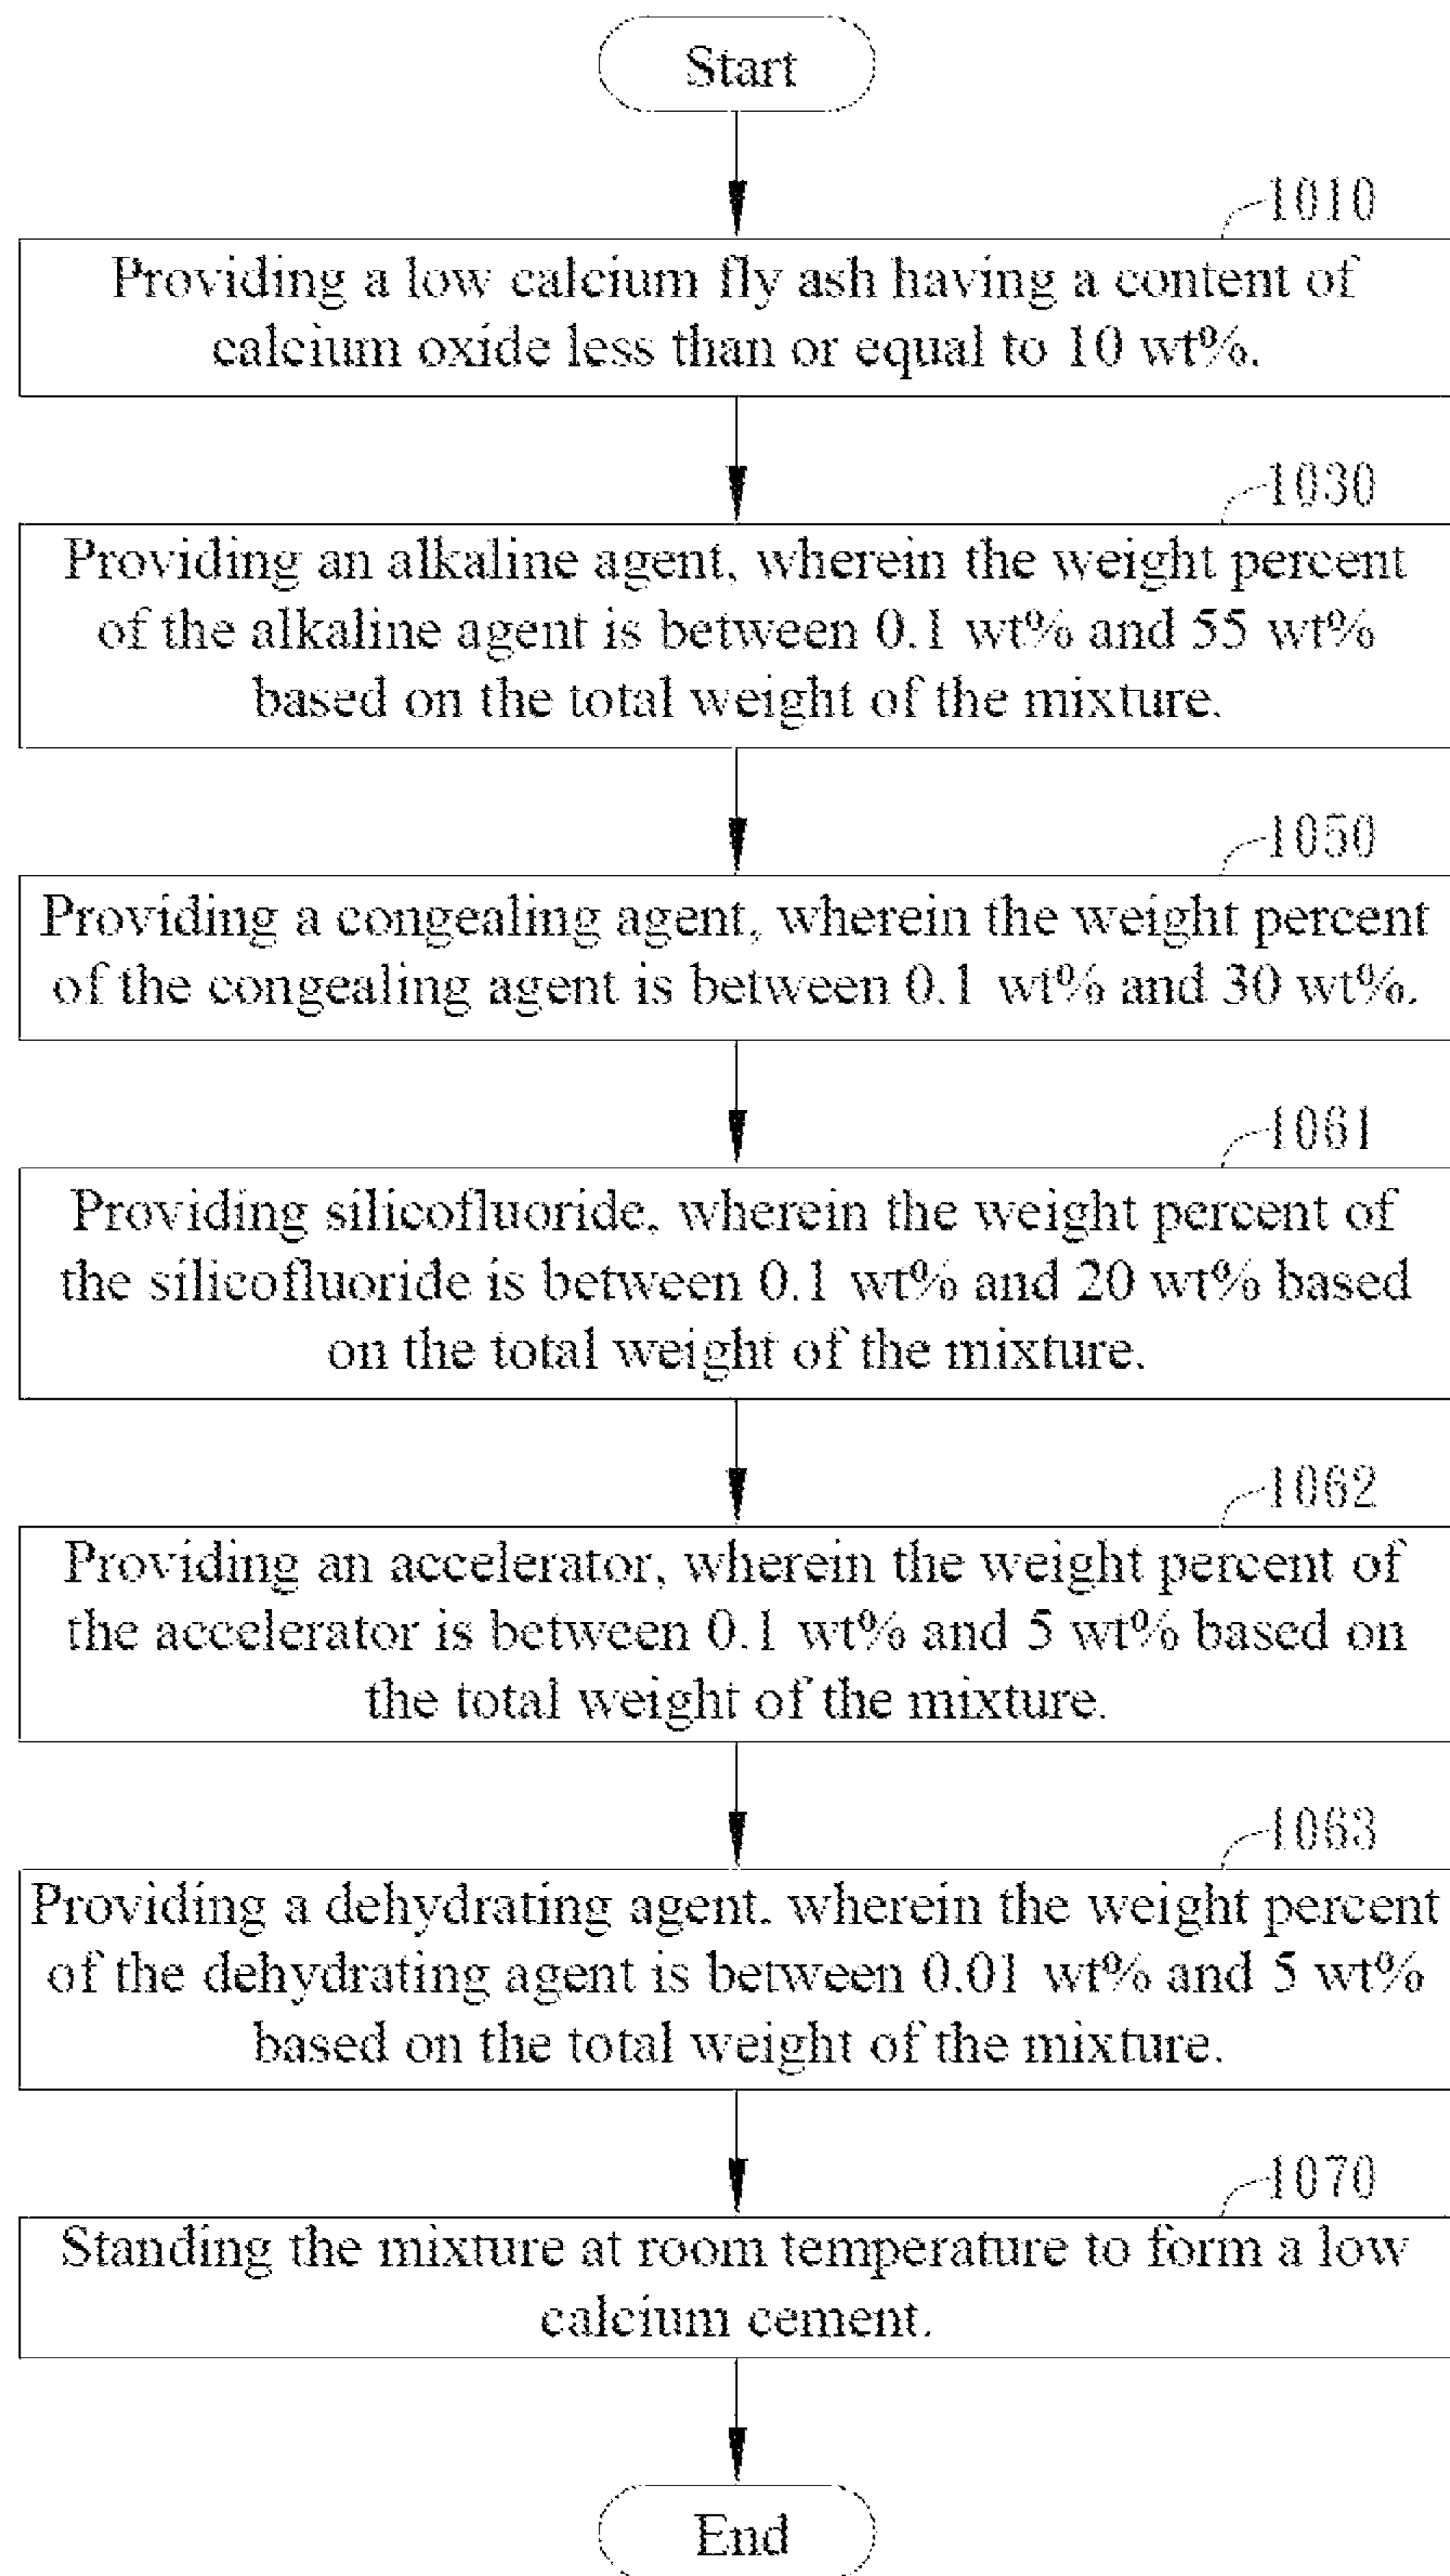 Start
1010
Providing a low calcium fly ash having a content of
calcium oxide less than or equal to 10 wt%.
1030
Providing an alkaline agent, wherein the weight percent
of the alkaline agent is between 0.1 wt% and 55 wt%
based on the total weight of the mixture.
1050
Providing a congealing agent, wherein the weight percent
of the congealing agent is between 0.1 wt% and 30 wt%.
1061
Providing silicofluoride, wherein the weight percent of
the silicofluoride is between 0.1 wt% and 20 wt% based
on the total weight of the mixture.
1062
Providing an accelerator, wherein the weight percent of
the accelerator is between 0.1 wt% and 5 wt% based on
the total weight of the mixture.
1063
Providing a dehydrating agent, wherein the weight percent
of the dehydrating agent is between 0.01 wt% and 5 wt%
based on the total weight of the mixture.
1070
Standing the mixture at room temperature to form a low
calcium cement.
End